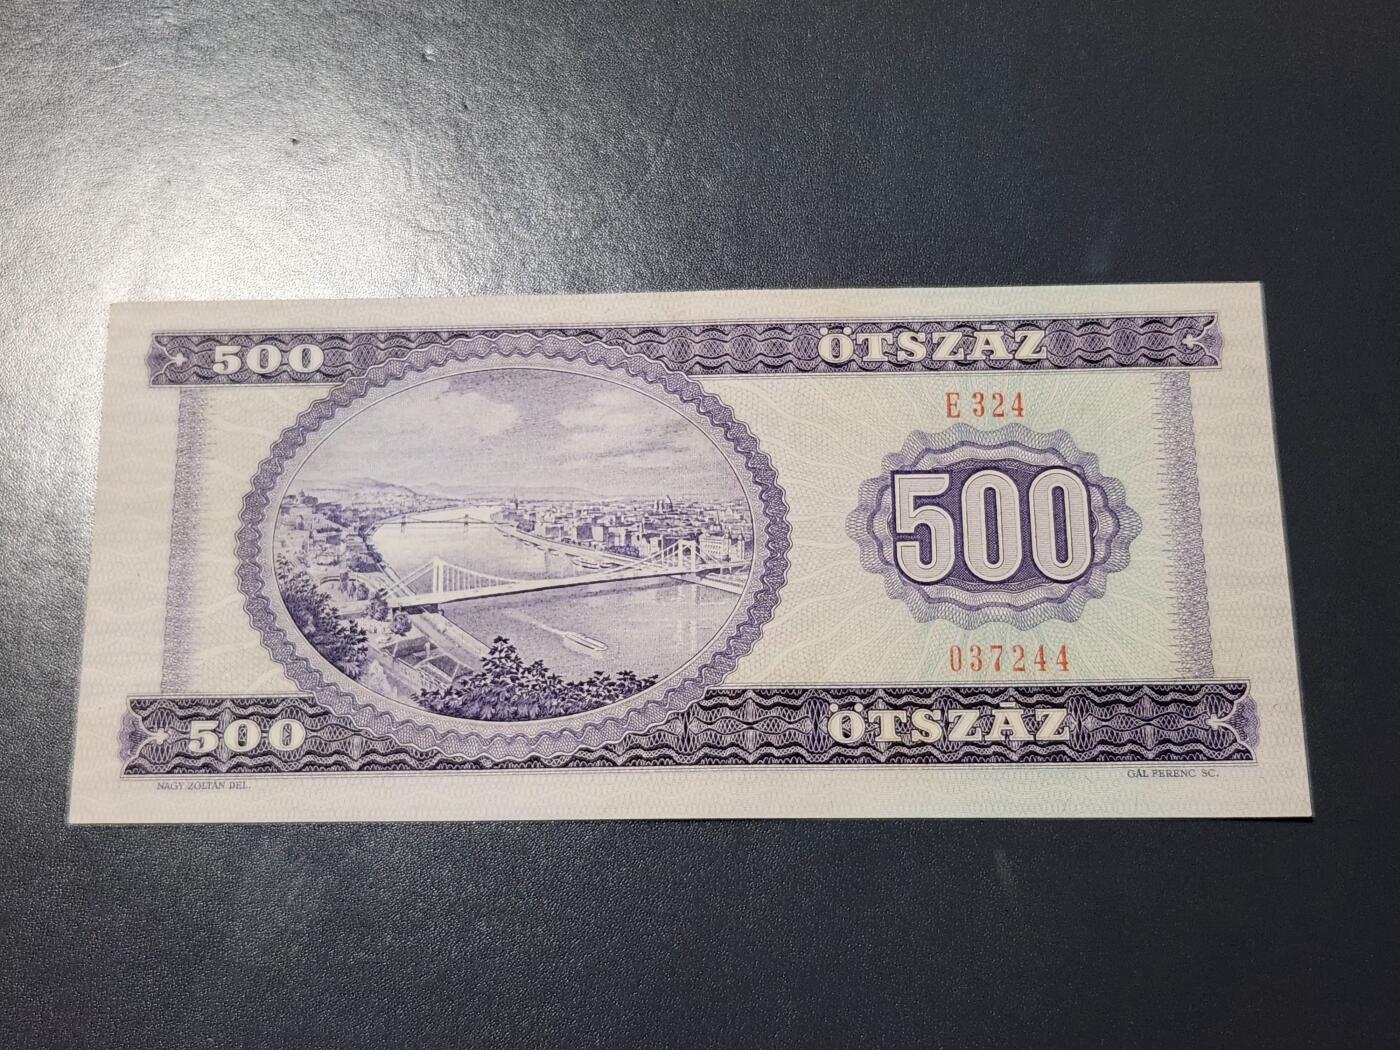 500 ÖTSZÁZ
E 324
500
037244
500 ÖTSZÁZ
NAGY ZOLTÁN DEL. GÁL FERENC SC.